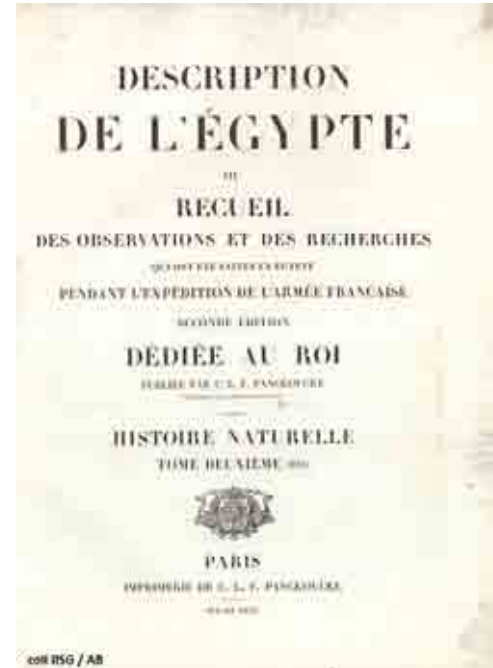 DESCRIPTION
DE L'ÉGYPTE
OU
RECUEIL
DES OBSERVATIONS ET DES RECHERCHES
QUI ONT ÉTÉ FAITES EN ÉGYPTE
PENDANT L'EXPÉDITION DE L'ARMÉE FRANÇAISE
SECONDE ÉDITION
DÉDIÉE AU ROI
PUBLIÉE PAR C. L. F. PANCKOUCKE
HISTOIRE NATURELLE
TOME DEUXIÈME
PARIS
IMPRIMERIE DE C. L. F. PANCKOUCKE
coll RSG / AB